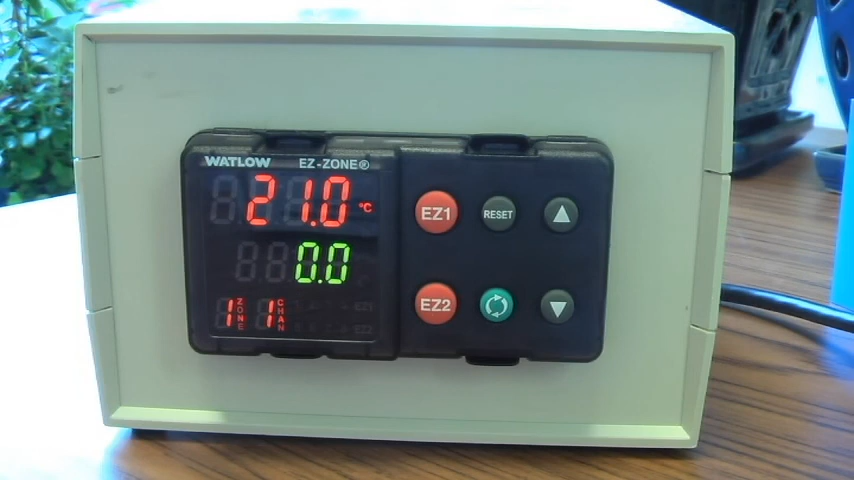 WATLOW EZ-ZONE®
21.0 °C
0.0
1 ZONE 1 CHAN
EZ1 RESET
EZ2